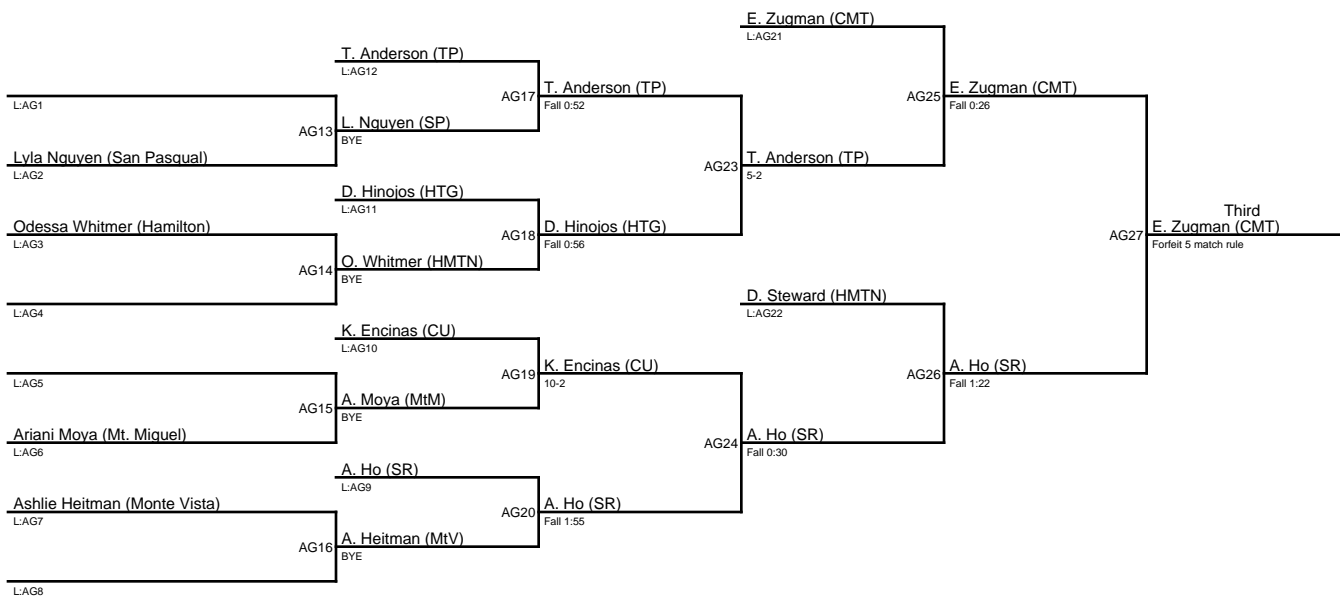 E. Zugman (CMT)
L:AG21
T. Anderson (TP)
L:AG12
AG17
T. Anderson (TP)
Fall 0:52
AG25
E. Zugman (CMT)
Fall 0:26
L:AG1
AG13
L. Nguyen (SP)
BYE
Lyla Nguyen (San Pasqual)
L:AG2
AG23
T. Anderson (TP)
5-2
D. Hinojos (HTG)
L:AG11
Odessa Whitmer (Hamilton)
L:AG3
AG18
D. Hinojos (HTG)
Fall 0:56
Third
AG27
E. Zugman (CMT)
Forfeit 5 match rule
AG14
O. Whitmer (HMTN)
BYE
L:AG4
D. Steward (HMTN)
L:AG22
K. Encinas (CU)
L:AG10
L:AG5
AG19
K. Encinas (CU)
10-2
AG26
A. Ho (SR)
Fall 1:22
AG15
A. Moya (MtM)
BYE
Ariani Moya (Mt. Miguel)
L:AG6
AG24
A. Ho (SR)
Fall 0:30
A. Ho (SR)
L:AG9
Ashlie Heitman (Monte Vista)
L:AG7
AG20
A. Ho (SR)
Fall 1:55
AG16
A. Heitman (MtV)
BYE
L:AG8